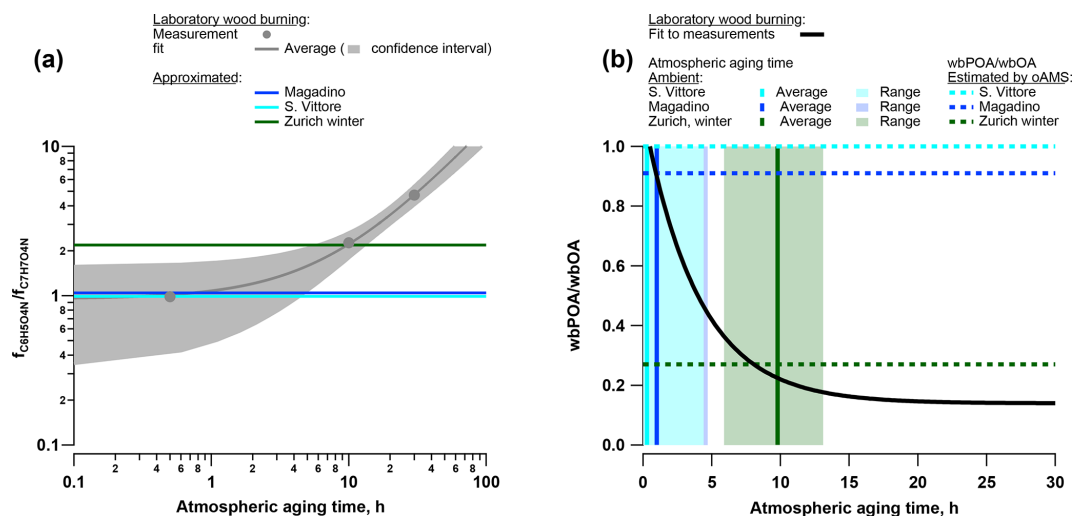 (a)
Laboratory wood burning:
Measurement
fit
Average ( confidence interval)
Approximated:
Magadino
S. Vittore
Zurich winter
10
8
6
4
2
1
8
6
4
2
0.1
fC6H5O4N/fC7H7O4N
0.1
2
4
6
8
1
2
4
6
8
10
2
4
6
8
100
Atmospheric aging time, h
(b)
Laboratory wood burning:
Fit to measurements
Atmospheric aging time
wbPOA/wbOA
Ambient:
Estimated by oAMS:
S. Vittore Average Range S. Vittore
Magadino Average Range Magadino
Zurich, winter Average Range Zurich winter
1.0
0.8
0.6
0.4
0.2
0.0
wbPOA/wbOA
0 5 10 15 20 25 30
Atmospheric aging time, h